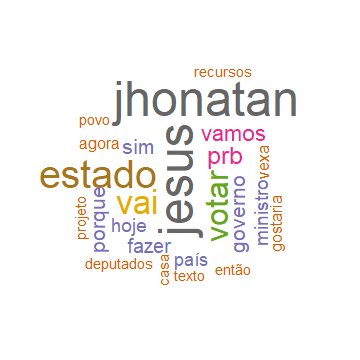 recursos
jhonatan
povo
vamos
agora
sim
prb
vexa
estado
jesus
votar
vai
porque
projeto
hoje
governo
ministro
gostaria
fazer
país
deputados
casa
texto
então